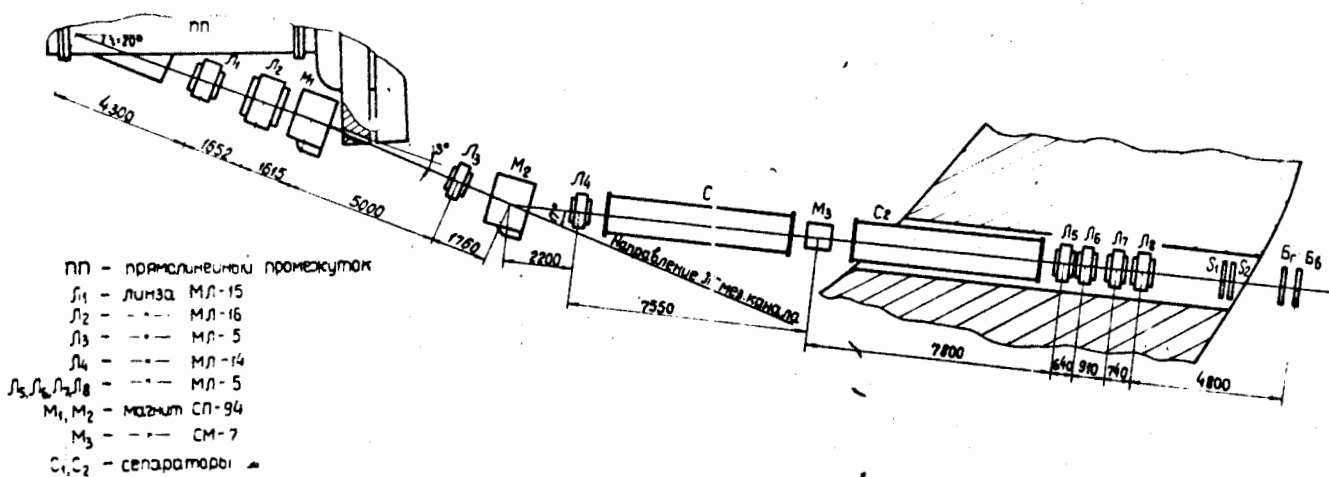 ПП
20°
Л₁
Л₂
М₁
4300
1652
1615
5000
1760
3°
Л₃
М₂
Л₄
2200
7550
С
М₃
С₂
Направление
канала
7800
Л₅ Л₆ Л₇ Л₈
640 910 740
4800
S₁ S₂
Бг Бв
ПП - прямолинейный промежуток
Л₁ - линза МЛ-15
Л₂ - -"- МЛ-16
Л₃ - -"- МЛ-5
Л₄ - -"- МЛ-14
Л₅,Л₆,Л₇,Л₈ - -"- МЛ-5
М₁, М₂ - магнит СП-94
М₃ - -"- СМ-7
С₁,С₂ - сепараторы